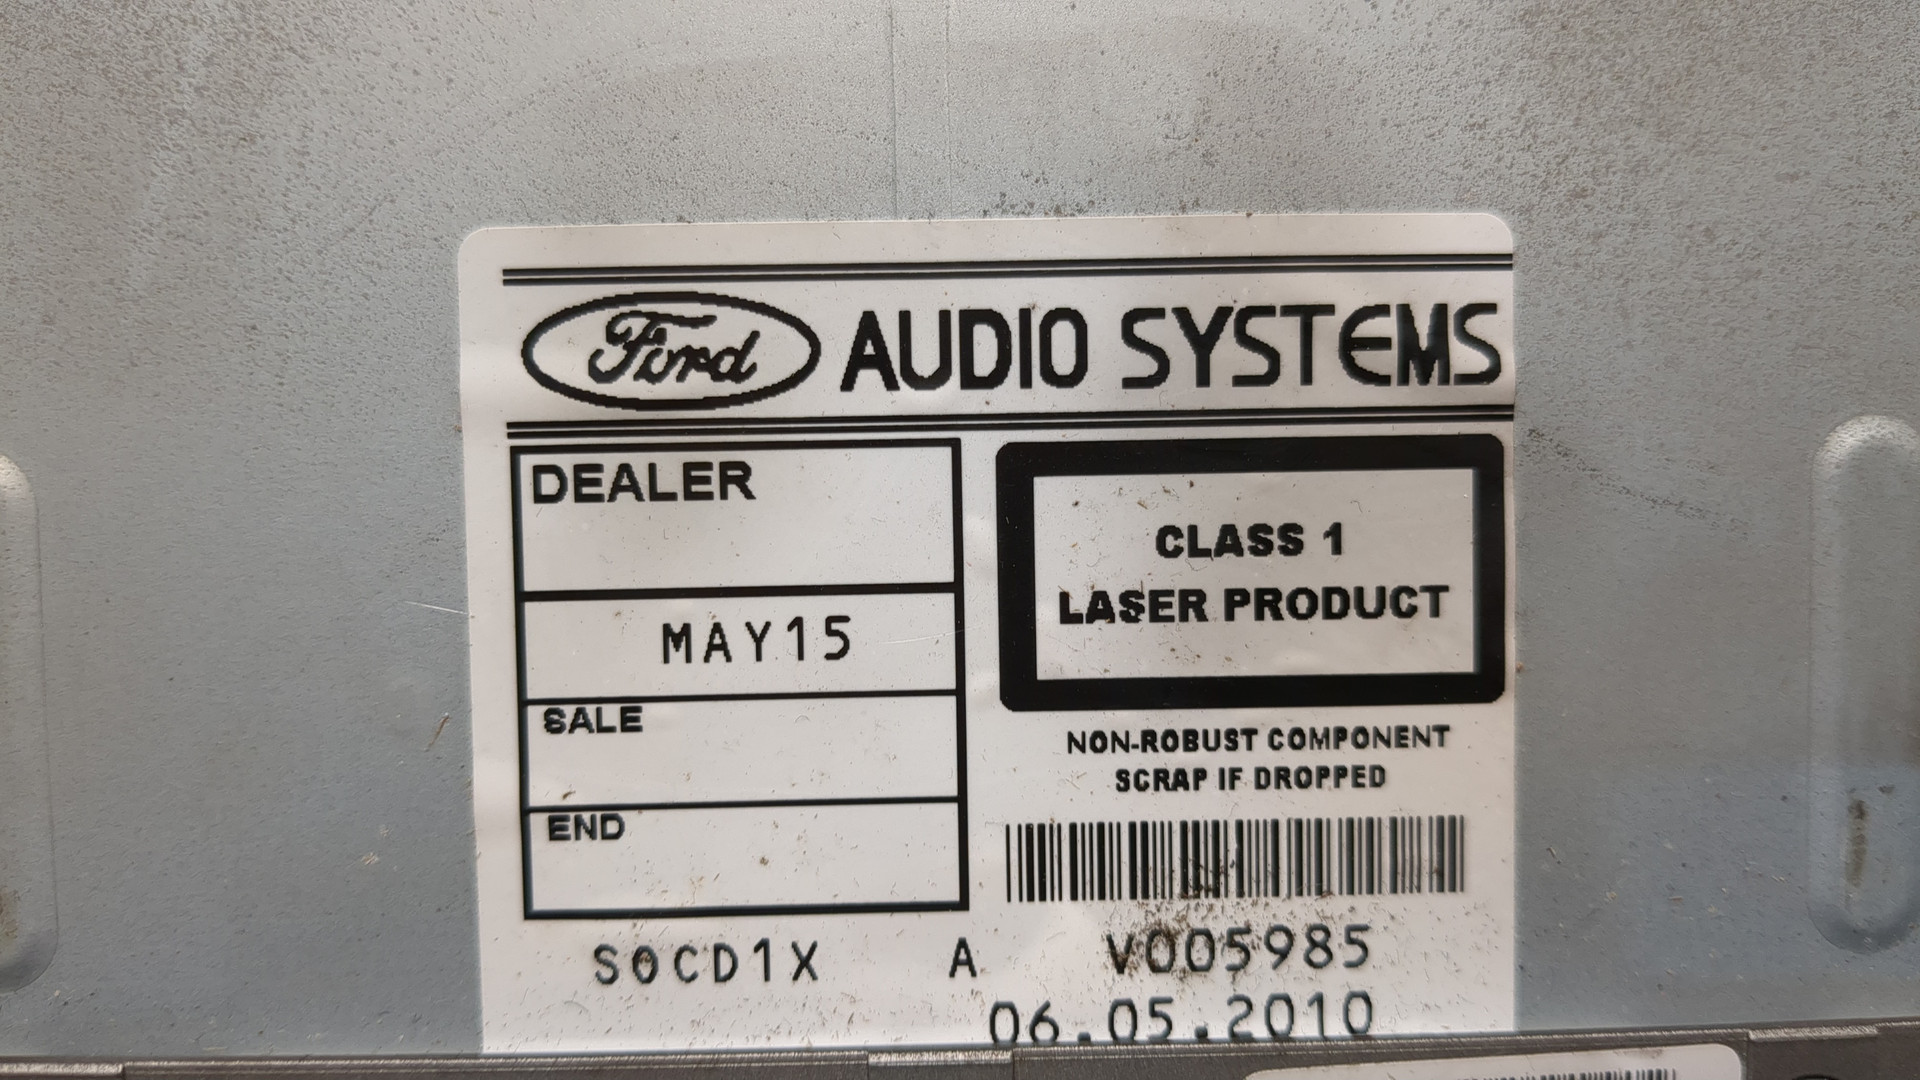 Ford AUDIO SYSTEMS
DEALER
MAY15
SALE
END
CLASS 1
LASER PRODUCT
NON-ROBUST COMPONENT
SCRAP IF DROPPED
S0CD1X A V005985
06.05.2010